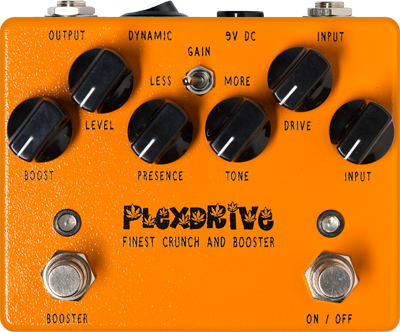 OUTPUT DYNAMIC 9V DC INPUT
GAIN
LESS MORE
LEVEL DRIVE
BOOST PRESENCE TONE INPUT
PLEXDRIVE
FINEST CRUNCH AND BOOSTER
BOOSTER ON / OFF